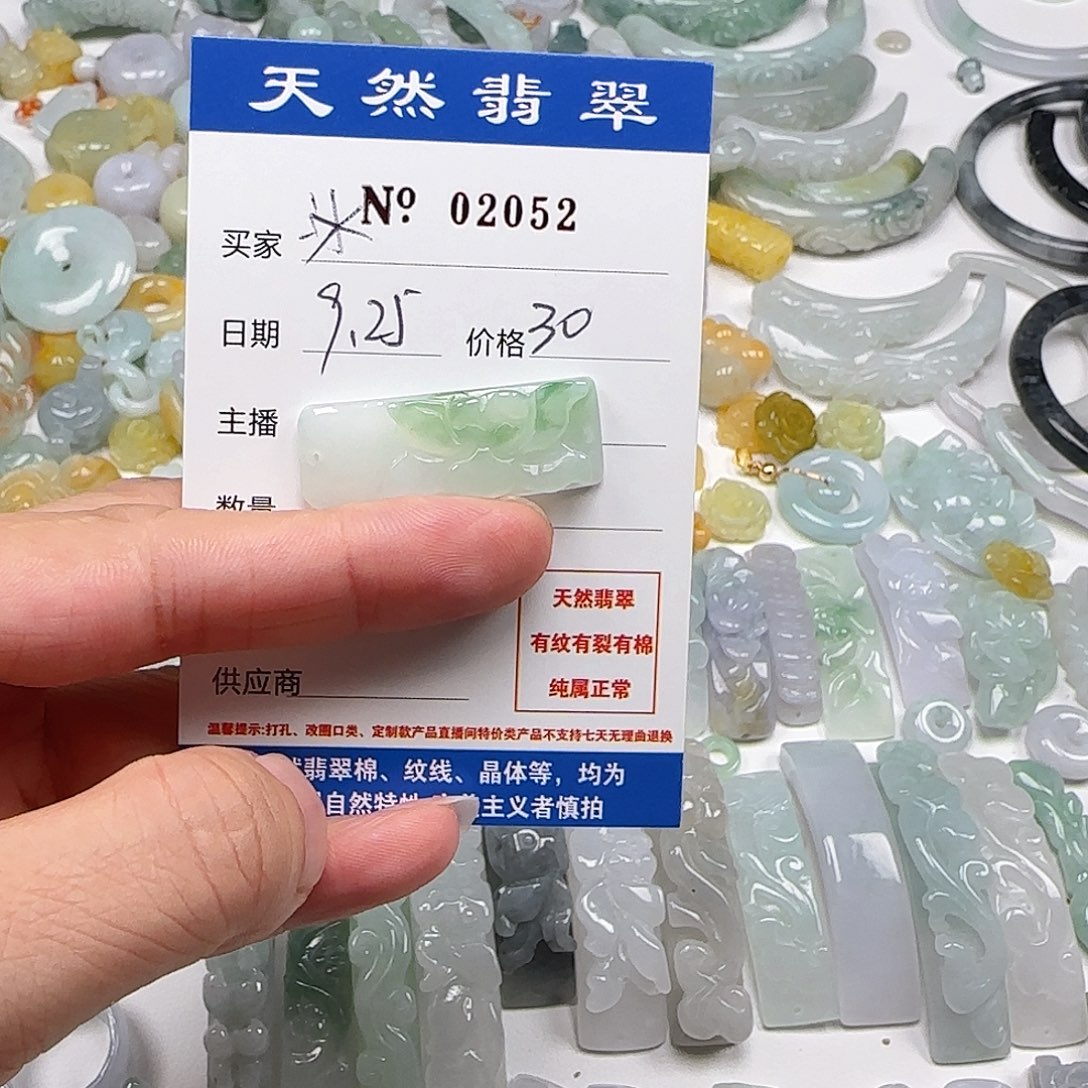 天然翡翠
Nº 02052
买家 米
日期 9.25 价格 30
主播
数量
天然翡翠
有纹有裂有棉
纯属正常
供应商
温馨提示:打孔、改圈口类、定制款产品直播间特价类产品不支持七天无理由退换
翡翠棉、纹线、晶体等，均为
自然特性 主义者慎拍